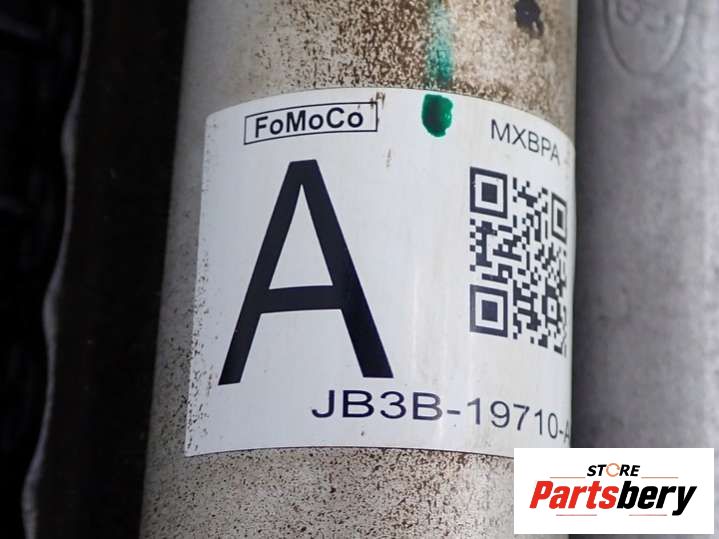 FoMoCo
MXBPA
A
JB3B-19710-A
STORE
Partsbery